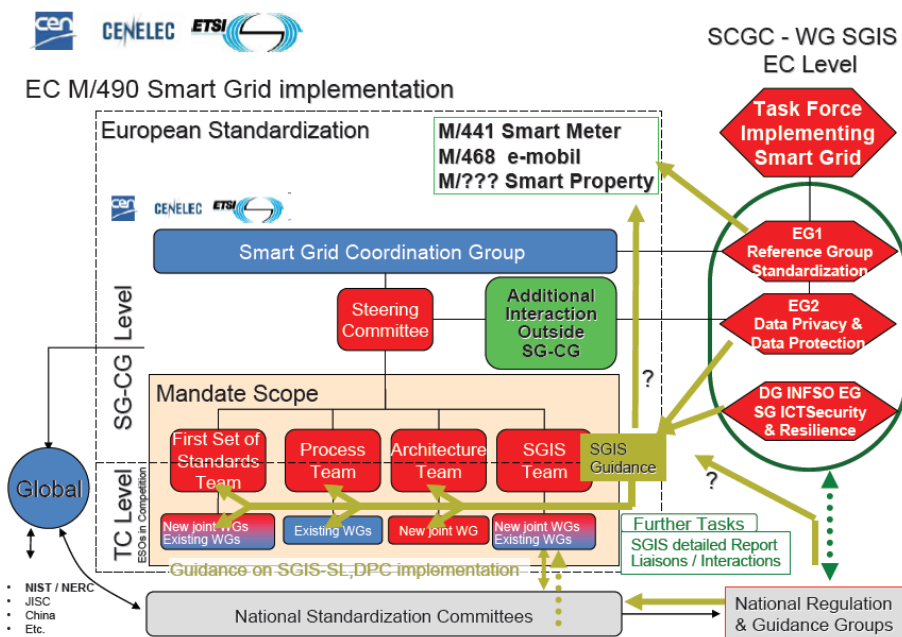 cen
CENELEC
ETSI
SCGC - WG SGIS
EC Level
EC M/490 Smart Grid implementation
European Standardization
M/441 Smart Meter
M/468 e-mobil
M/??? Smart Property
Task Force
Implementing
Smart Grid
cen
CENELEC
ETSI
Smart Grid Coordination Group
EG1
Reference Group
Standardization
Steering
Committee
Additional
Interaction
Outside
SG-CG
EG2
Data Privacy &
Data Protection
SG-CG Level
?
Mandate Scope
DG INFSO EG
SG ICTSecurity
& Resilience
First Set of
Standards
Team
Process
Team
Architecture
Team
SGIS
Team
SGIS
Guidance
?
Global
TC Level
ESOs in Competition
New joint WGs
Existing WGs
Existing WGs
New joint WG
New joint WGs
Existing WGs
Further Tasks
SGIS detailed Report
Liaisons / Interactions
Guidance on SGIS-SL,DPC implementation
• NIST / NERC
• JISC
• China
• Etc.
National Standardization Committees
National Regulation
& Guidance Groups